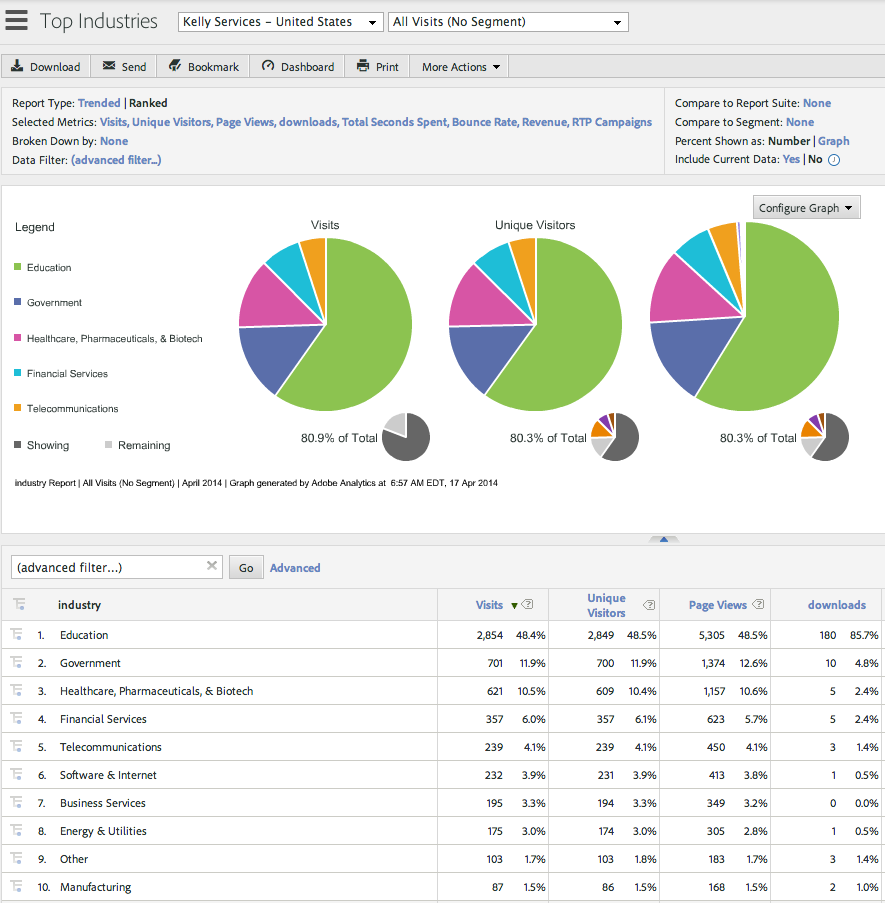 Top Industries
Kelly Services – United States
All Visits (No Segment)
Download Send Bookmark Dashboard Print More Actions
Report Type: Trended | Ranked
Selected Metrics: Visits, Unique Visitors, Page Views, downloads, Total Seconds Spent, Bounce Rate, Revenue, RTP Campaigns
Broken Down by: None
Data Filter: (advanced filter...)
Compare to Report Suite: None
Compare to Segment: None
Percent Shown as: Number | Graph
Include Current Data: Yes | No
Configure Graph
Legend
Education
Government
Healthcare, Pharmaceuticals, & Biotech
Financial Services
Telecommunications
Showing Remaining
Visits
80.9% of Total
Unique Visitors
80.3% of Total
80.3% of Total
industry Report | All Visits (No Segment) | April 2014 | Graph generated by Adobe Analytics at 6:57 AM EDT, 17 Apr 2014
(advanced filter...) Go Advanced
industry Visits Unique Visitors Page Views downloads
1. Education 2,854 48.4% 2,849 48.5% 5,305 48.5% 180 85.7%
2. Government 701 11.9% 700 11.9% 1,374 12.6% 10 4.8%
3. Healthcare, Pharmaceuticals, & Biotech 621 10.5% 609 10.4% 1,157 10.6% 5 2.4%
4. Financial Services 357 6.0% 357 6.1% 623 5.7% 5 2.4%
5. Telecommunications 239 4.1% 239 4.1% 450 4.1% 3 1.4%
6. Software & Internet 232 3.9% 231 3.9% 413 3.8% 1 0.5%
7. Business Services 195 3.3% 194 3.3% 349 3.2% 0 0.0%
8. Energy & Utilities 175 3.0% 174 3.0% 305 2.8% 1 0.5%
9. Other 103 1.7% 103 1.8% 183 1.7% 3 1.4%
10. Manufacturing 87 1.5% 86 1.5% 168 1.5% 2 1.0%